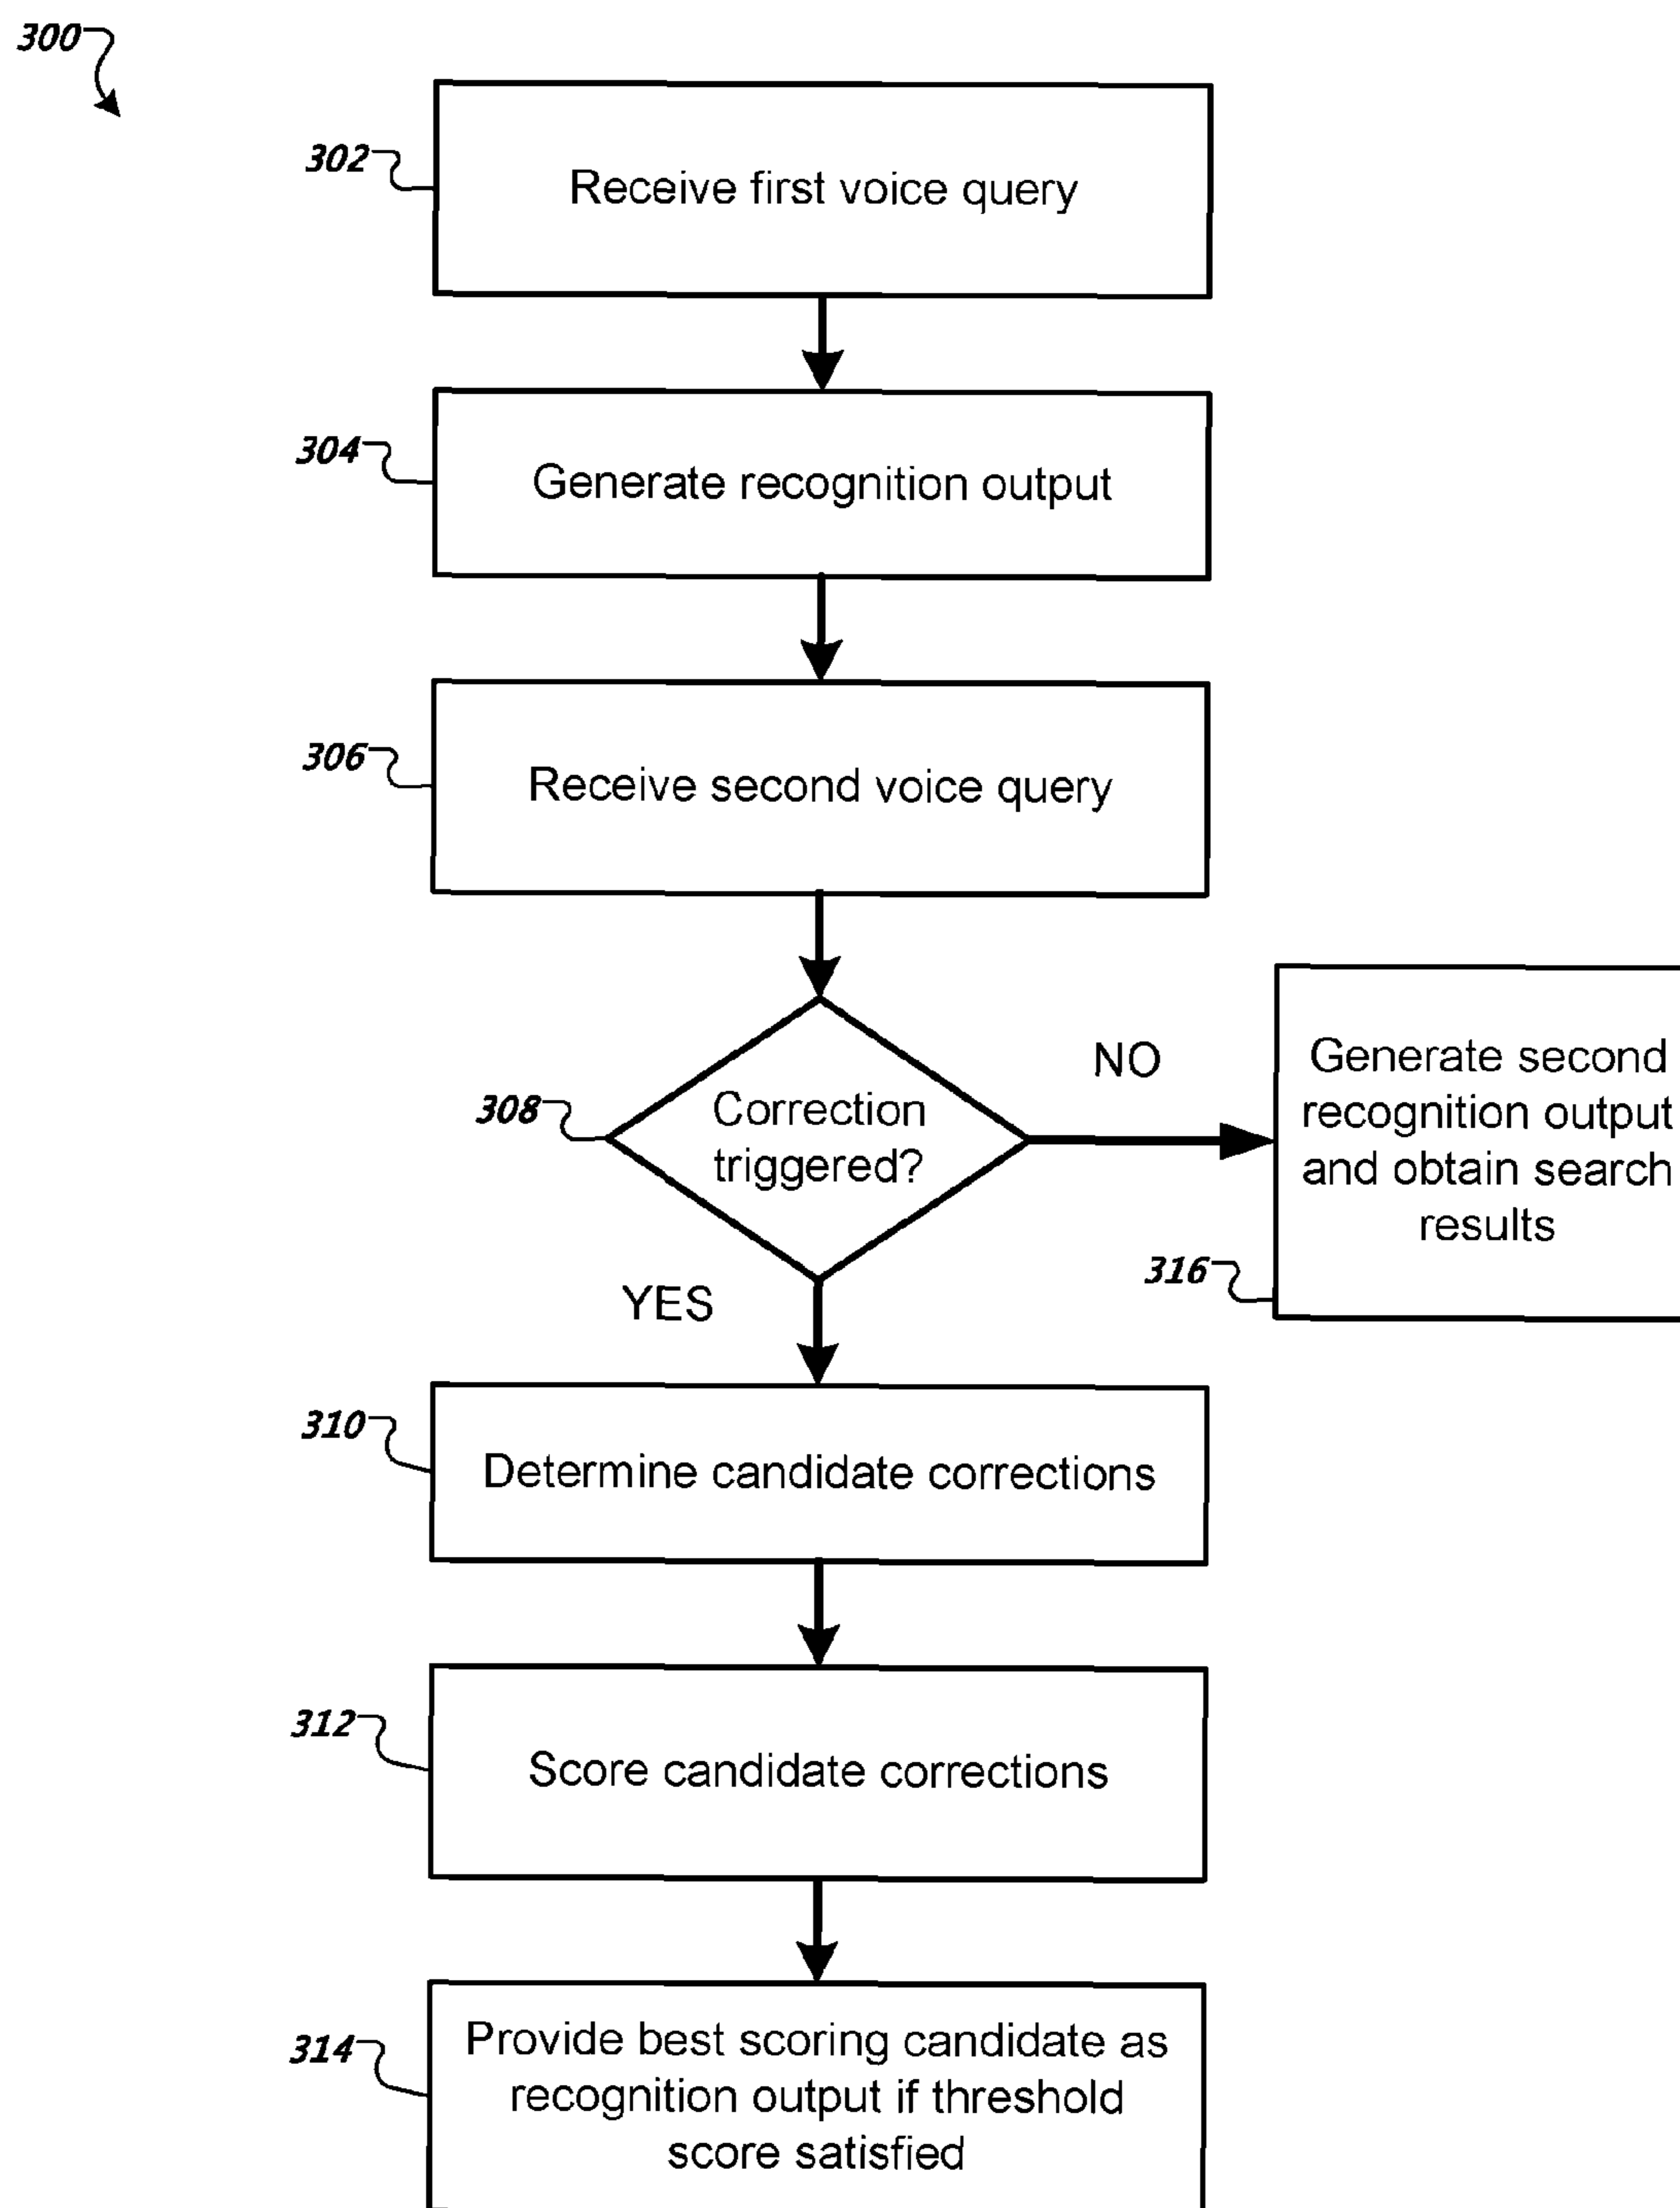 300
302
Receive first voice query
304
Generate recognition output
306
Receive second voice query
308
Correction
triggered?
NO
Generate second
recognition output
and obtain search
results
316
YES
310
Determine candidate corrections
312
Score candidate corrections
314
Provide best scoring candidate as
recognition output if threshold
score satisfied